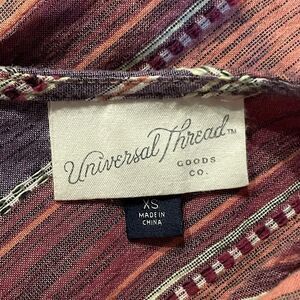 Universal Thread™
GOODS
CO.
XS
MADE IN
CHINA